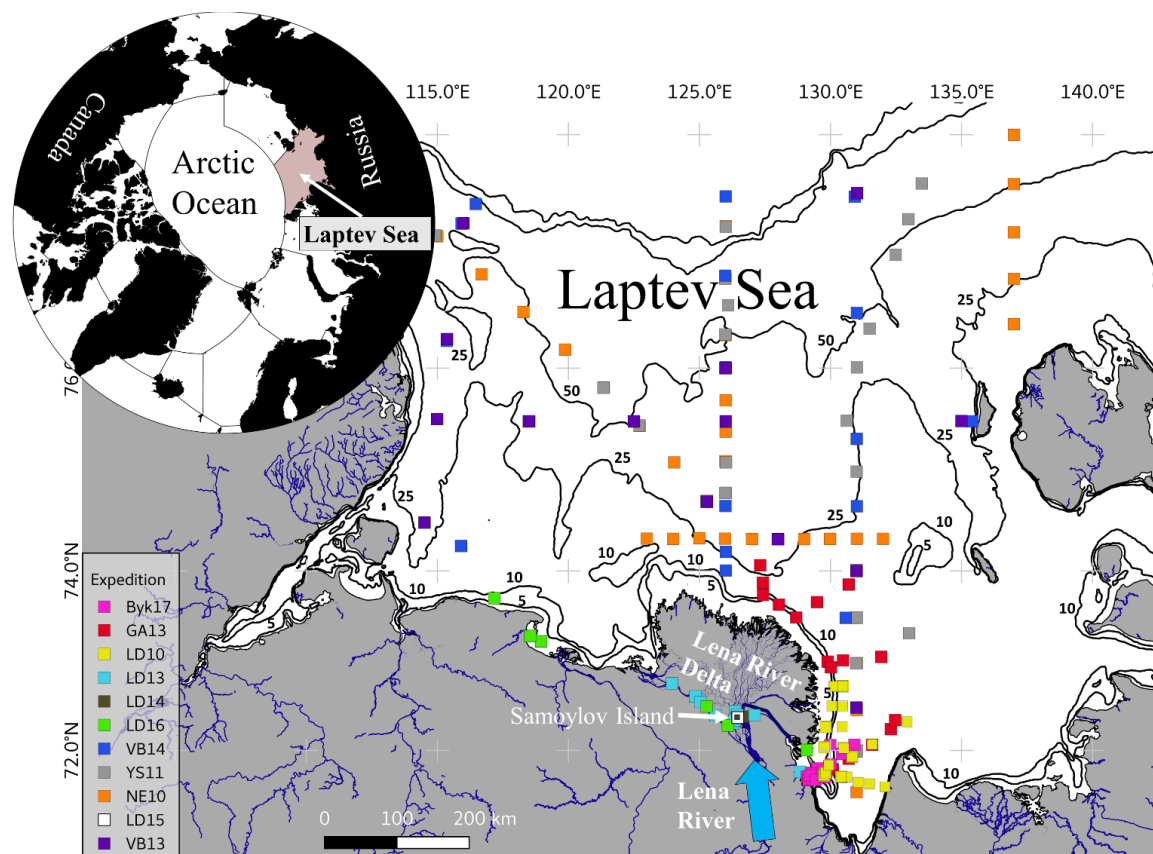 115.0°E
120.0°E
125.0°E
130.0°E
135.0°E
140.0°E
Canada
Russia
Arctic
Ocean
Laptev Sea
Laptev Sea
25
50
25
50
76.0
25
25
25
25
10
5
74.0°N
10
10
5
10
5
10
5
10
5
10
72.0°N
10
Lena River
Delta
Samoylov Island
Lena
River
0
100
200 km
Expedition
Byk17
GA13
LD10
LD13
LD14
LD16
VB14
YS11
NE10
LD15
VB13